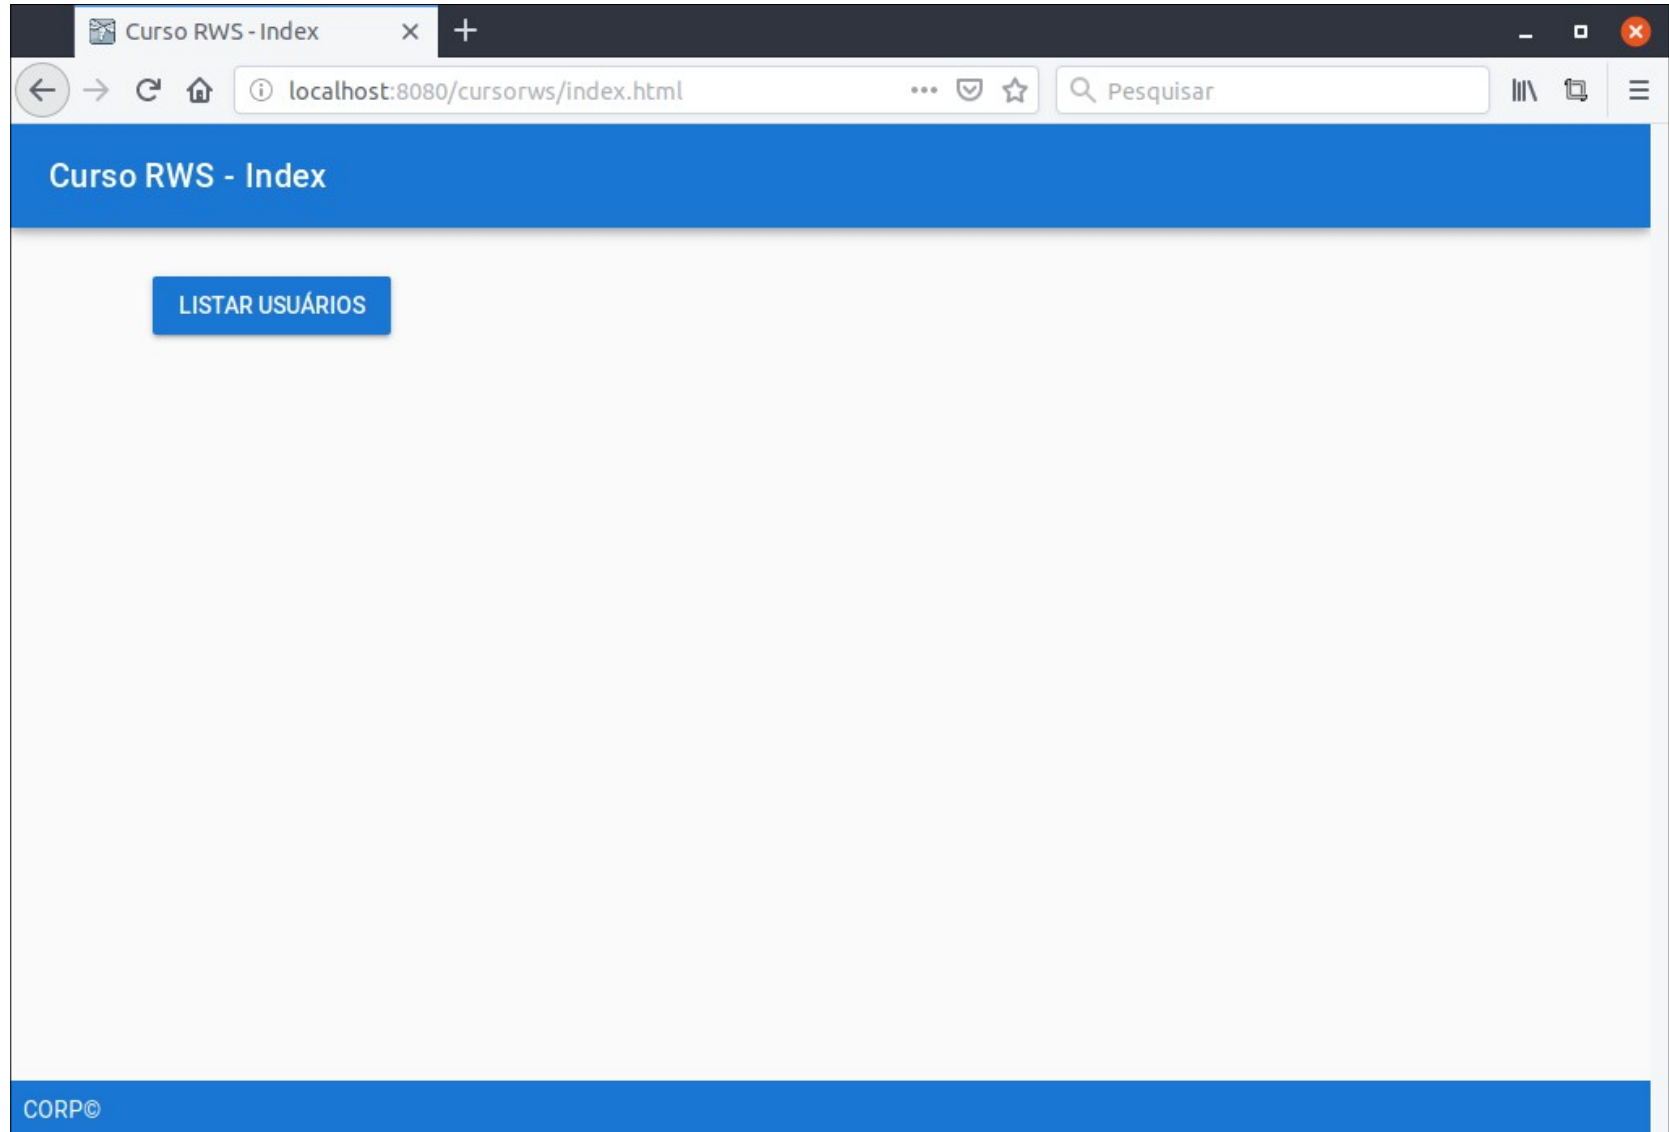 Curso RWS - Index
localhost:8080/cursorws/index.html
Pesquisar
Curso RWS - Index
LISTAR USUÁRIOS
CORP©